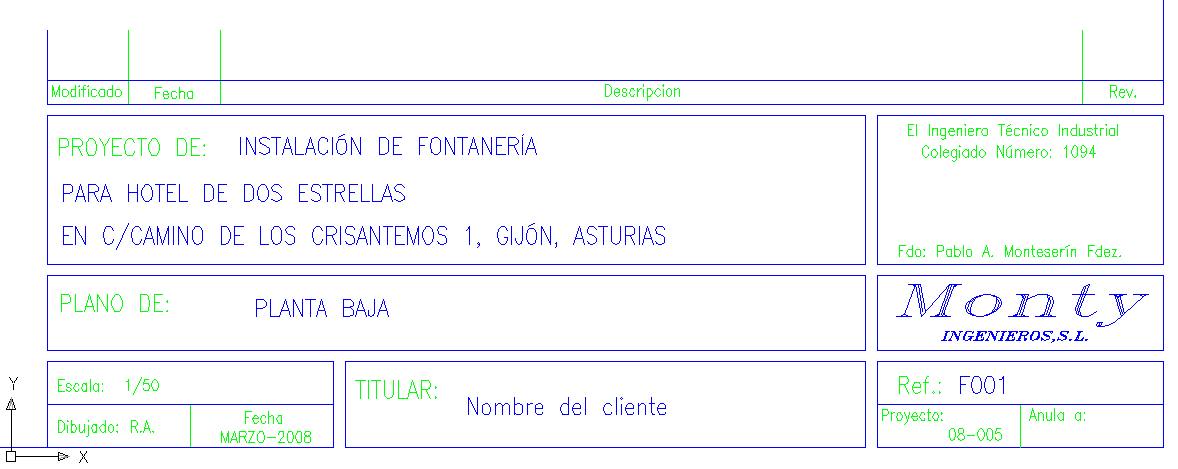 Modificado Fecha Descripcion Rev.
PROYECTO DE: INSTALACIÓN DE FONTANERÍA
PARA HOTEL DE DOS ESTRELLAS
EN C/CAMINO DE LOS CRISANTEMOS 1, GIJÓN, ASTURIAS
El Ingeniero Técnico Industrial
Colegiado Número: 1094
Fdo: Pablo A. Monteserín Fdez.
PLANO DE: PLANTA BAJA
Monty
INGENIEROS,S.L.
Escala: 1/50
Dibujado: R.A.
Fecha
MARZO-2008
TITULAR: Nombre del cliente
Ref.: F001
Proyecto:
08-005
Anula a:
Y
X